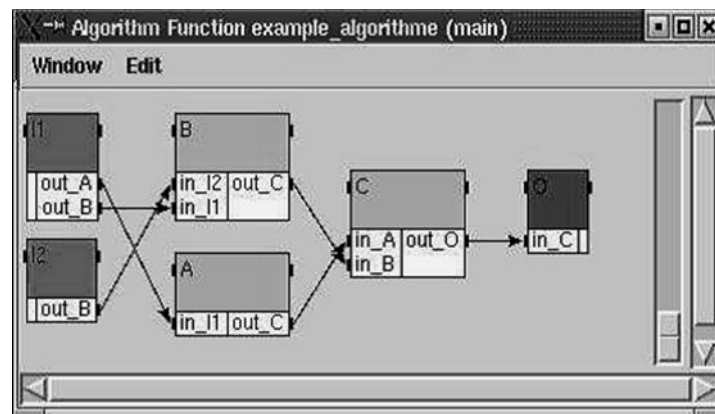 Algorithm Function example_algorithme (main)
Window Edit
I1
out_A
out_B
I2
out_B
B
in_I2 out_C
in_I1
A
in_I1 out_C
C
in_A out_O
in_B
O
in_C